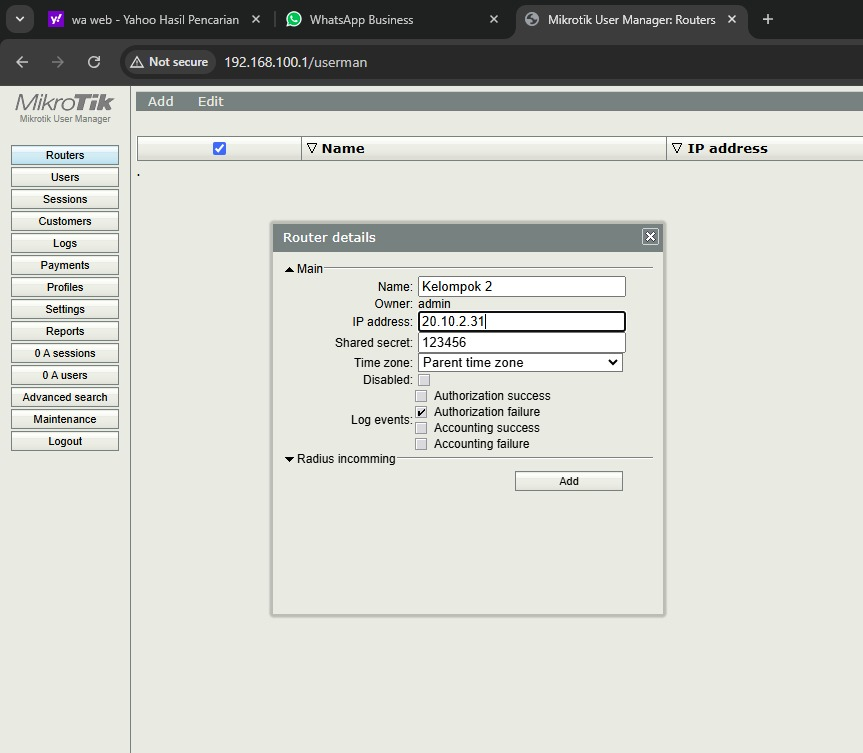 wa web - Yahoo Hasil Pencarian
WhatsApp Business
Mikrotik User Manager: Routers
Not secure
192.168.100.1/userman
MikroTik
Mikrotik User Manager
Add
Edit
Name
IP address
Routers
Users
Sessions
Customers
Logs
Payments
Profiles
Settings
Reports
0 A sessions
0 A users
Advanced search
Maintenance
Logout
Router details
Main
Name: Kelompok 2
Owner: admin
IP address: 20.10.2.31
Shared secret: 123456
Time zone: Parent time zone
Disabled:
Log events:
Authorization success
Authorization failure
Accounting success
Accounting failure
Radius incomming
Add